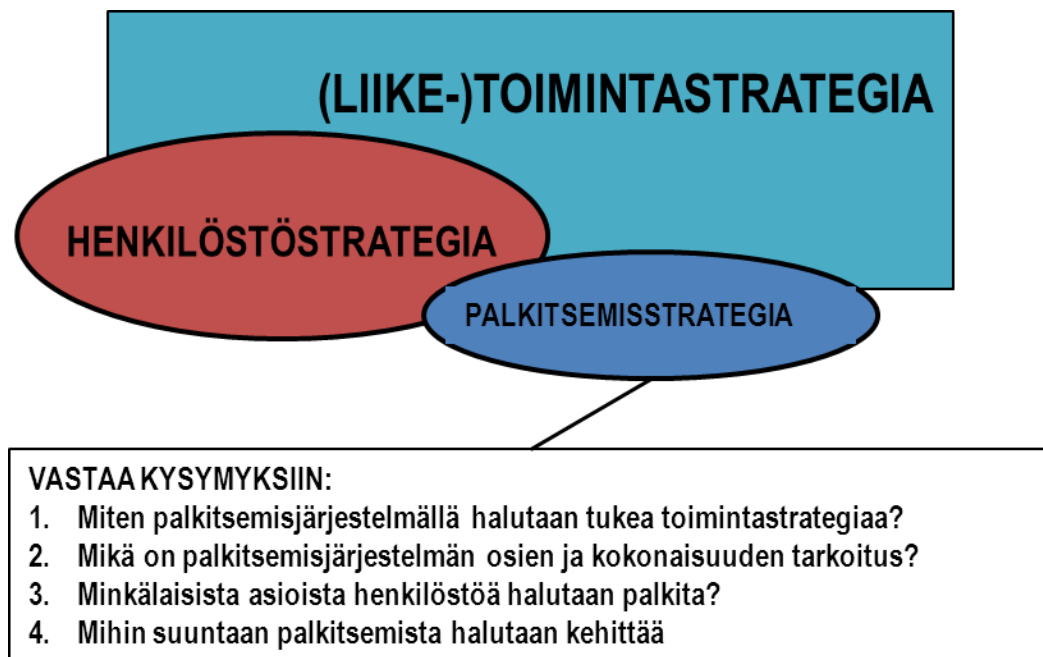 (LIIKE-)TOIMINTASTRATEGIA
HENKILÖSTÖSTRATEGIA
PALKITSEMISSTRATEGIA
VASTAA KYSYMYKSIIN:
1. Miten palkitsemisjärjestelmällä halutaan tukea toimintastrategiaa?
2. Mikä on palkitsemisjärjestelmän osien ja kokonaisuuden tarkoitus?
3. Minkälaisista asioista henkilöstöä halutaan palkita?
4. Mihin suuntaan palkitsemista halutaan kehittää